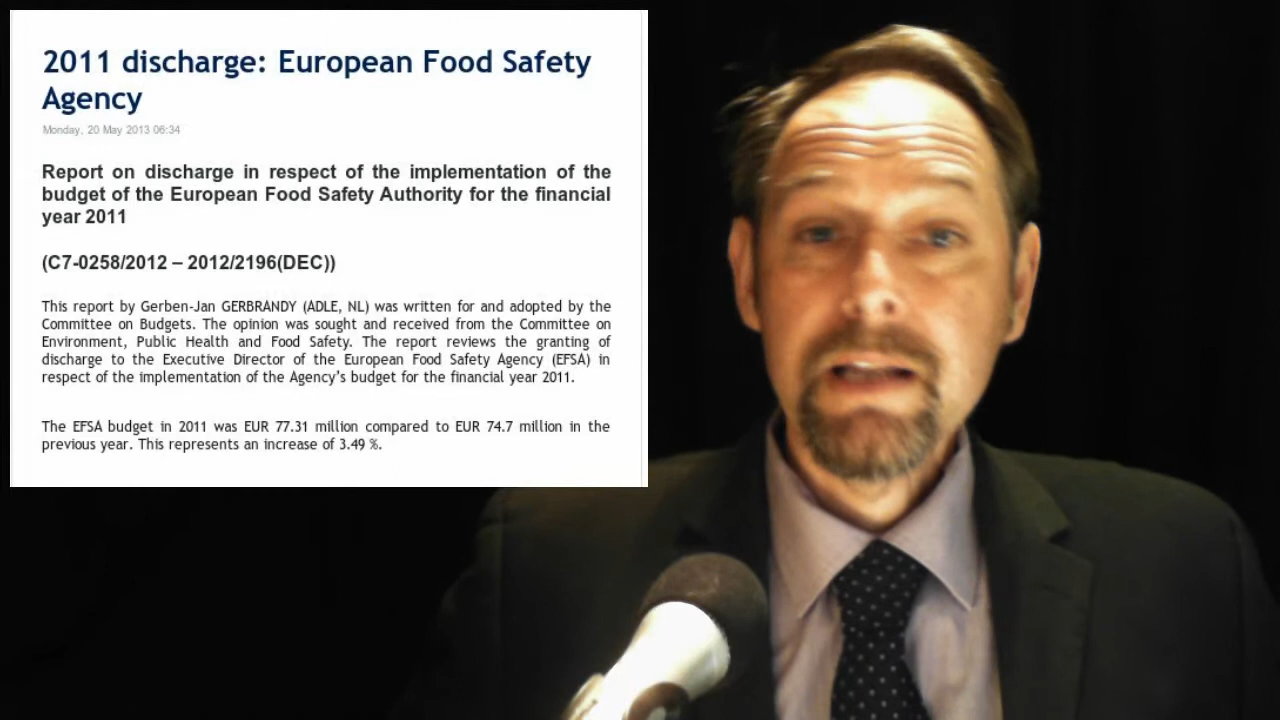 2011 discharge: European Food Safety
Agency
Monday, 20 May 2013 06:34
Report on discharge in respect of the implementation of the
budget of the European Food Safety Authority for the financial
year 2011
(C7-0258/2012 – 2012/2196(DEC))
This report by Gerben-Jan GERBRANDY (ADLE, NL) was written for and adopted by the
Committee on Budgets. The opinion was sought and received from the Committee on
Environment, Public Health and Food Safety. The report reviews the granting of
discharge to the Executive Director of the European Food Safety Agency (EFSA) in
respect of the implementation of the Agency's budget for the financial year 2011.
The EFSA budget in 2011 was EUR 77.31 million compared to EUR 74.7 million in the
previous year. This represents an increase of 3.49 %.